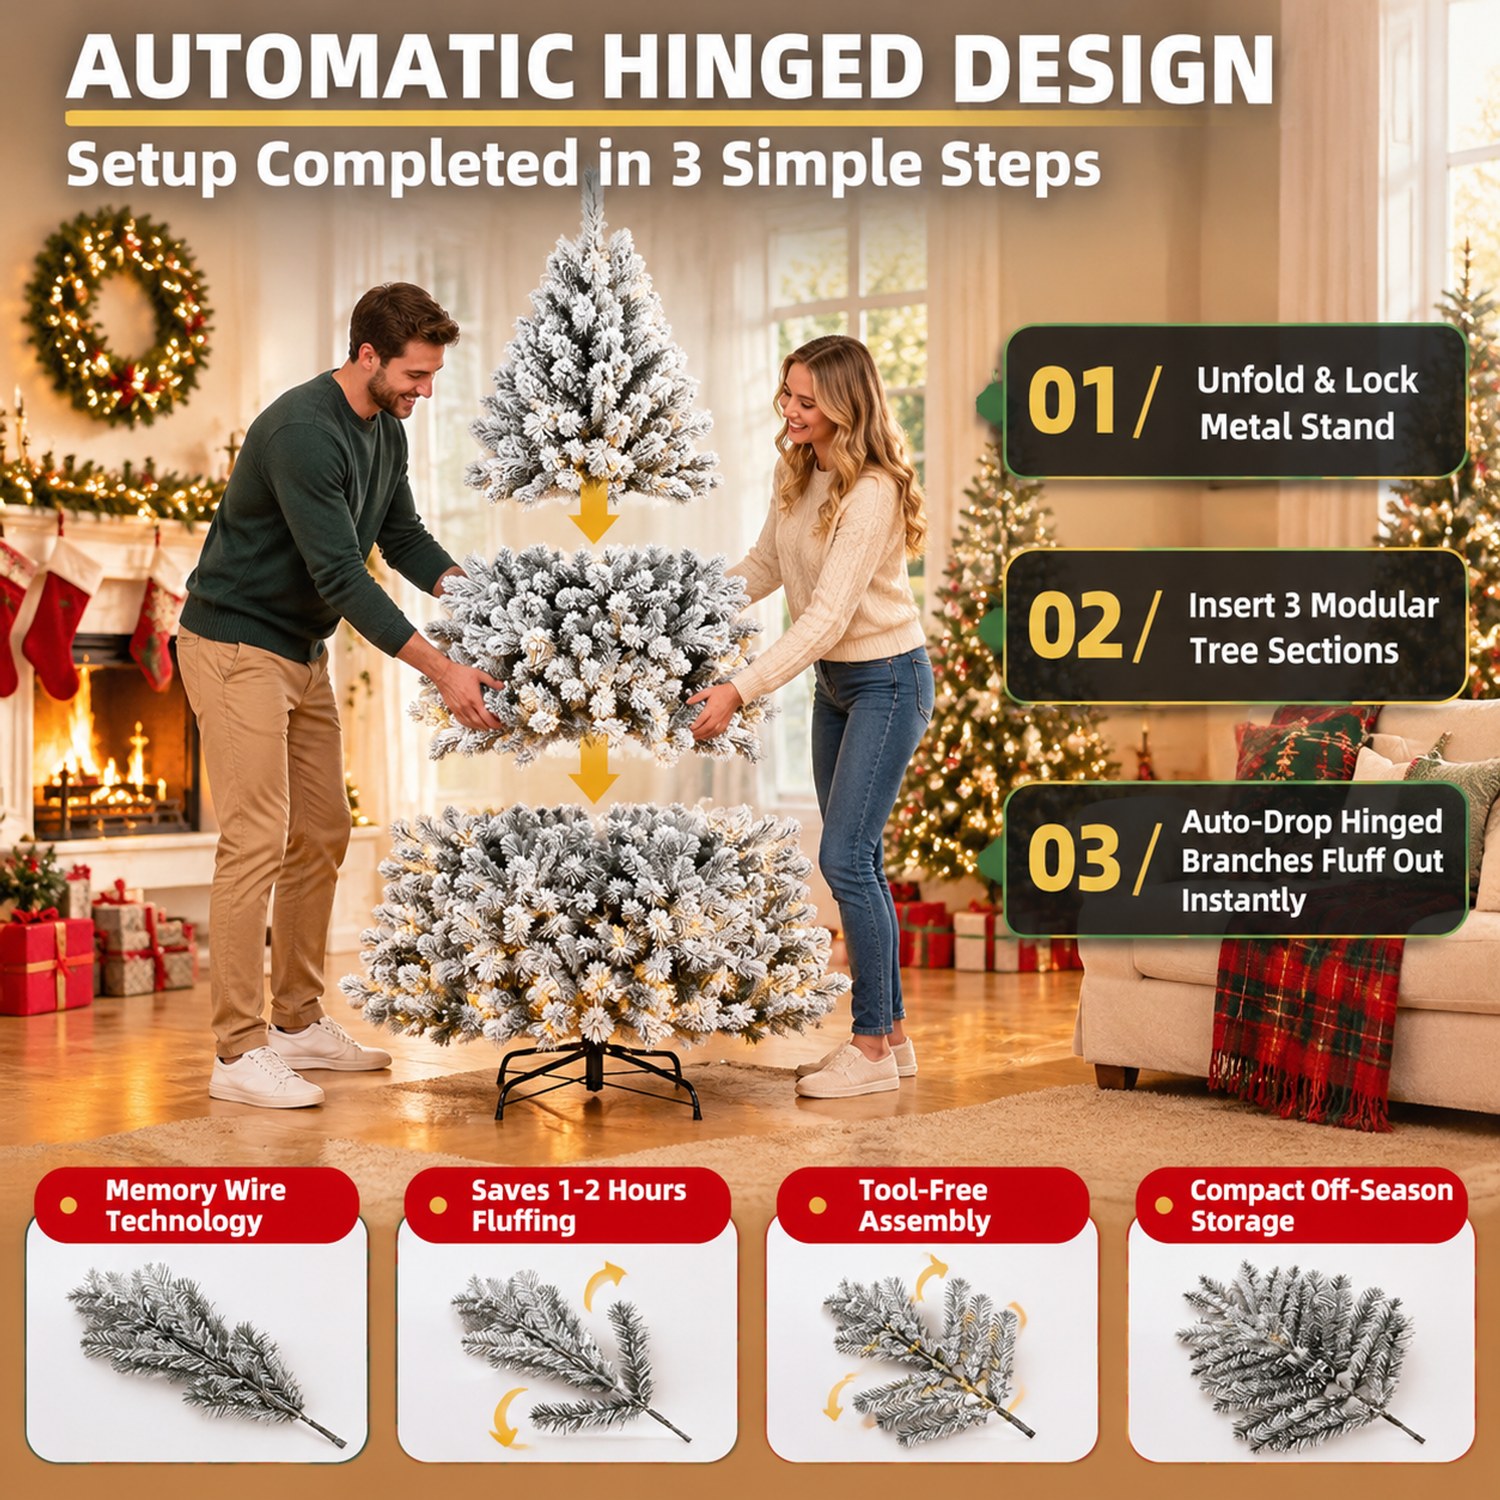 AUTOMATIC HINGED DESIGN
Setup Completed in 3 Simple Steps
01/
Unfold & Lock
Metal Stand
02/
Insert 3 Modular
Tree Sections
03/
Auto-Drop Hinged
Branches Fluff Out
Instantly
Memory Wire
Technology
Saves 1-2 Hours
Fluffing
Tool-Free
Assembly
Compact Off-Season
Storage